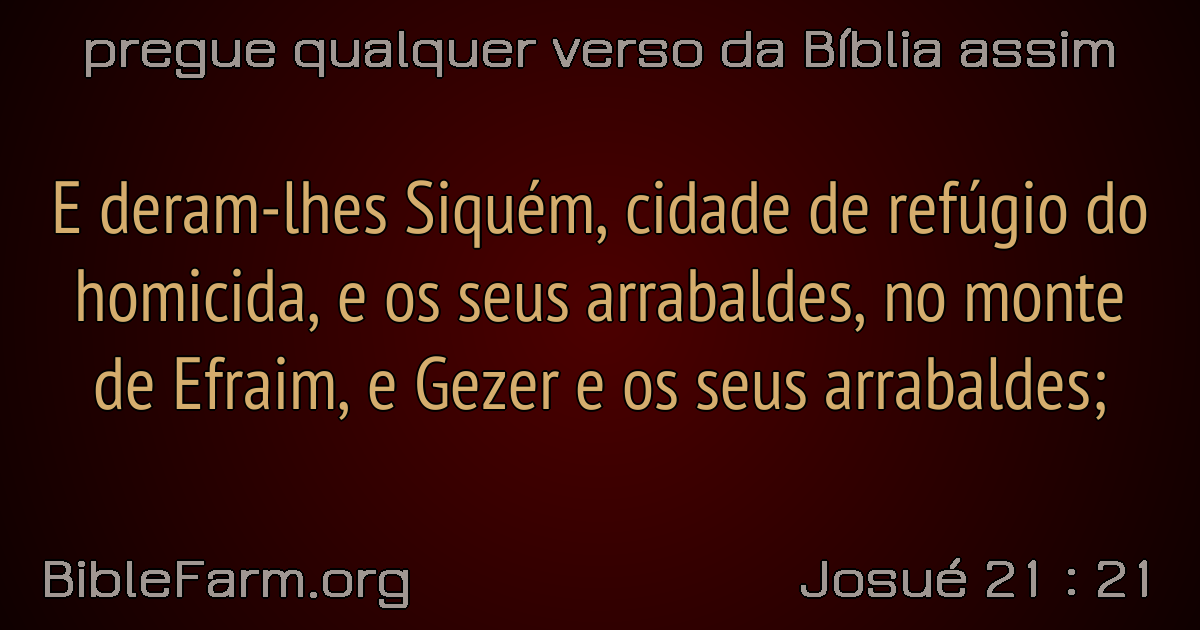 pregue qualquer verso da Bíblia assim
E deram-lhes Siquém, cidade de refúgio do
homicida, e os seus arrabaldes, no monte
de Efraim, e Gezer e os seus arrabaldes;
BibleFarm.org
Josué 21 : 21